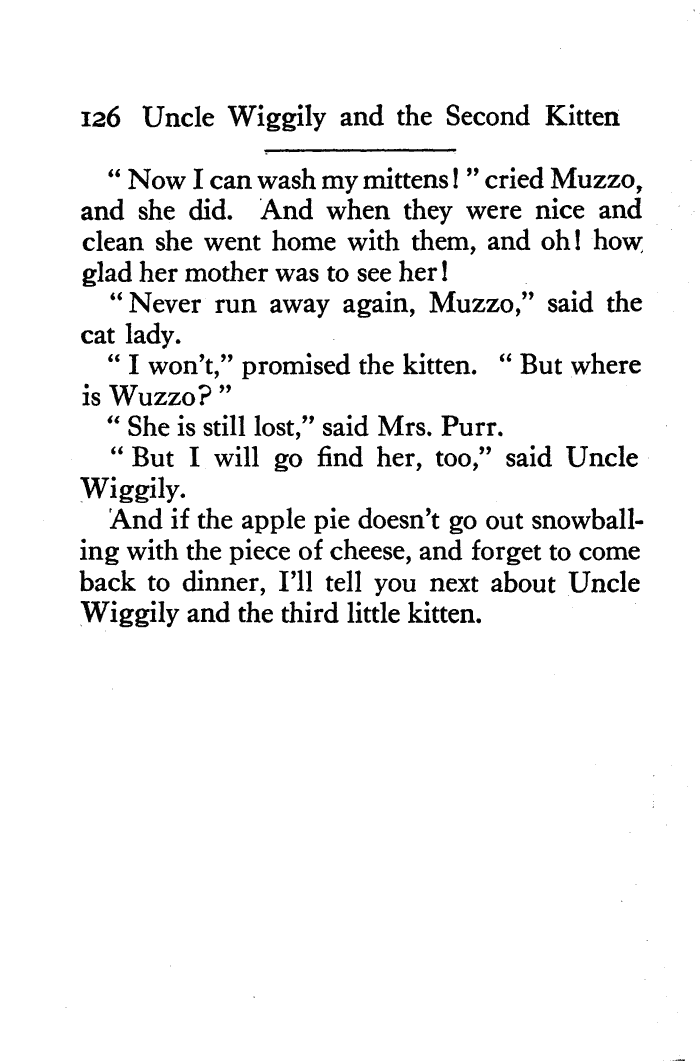 126 Uncle Wiggily and the Second Kitten
“ Now I can wash my mittens! ” cried Muzzo,
and she did. And when they were nice and
clean she went home with them, and oh! how
glad her mother was to see her!
“ Never run away again, Muzzo,” said the
cat lady.
“ I won’t,” promised the kitten. “ But where
is Wuzzo? ”
“ She is still lost,” said Mrs. Purr.
“ But I will go find her, too,” said Uncle
Wiggily.
And if the apple pie doesn’t go out snowball-
ing with the piece of cheese, and forget to come
back to dinner, I’ll tell you next about Uncle
Wiggily and the third little kitten.